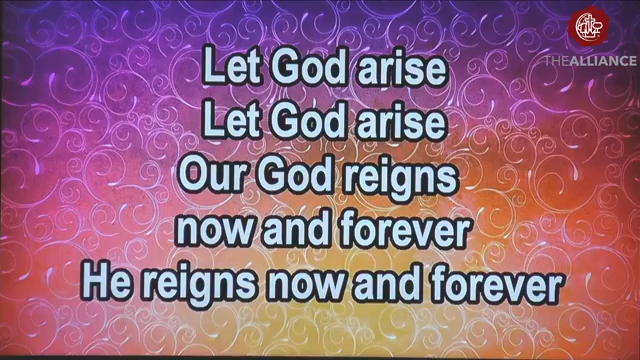 THEALLIANCE
Let God arise
Let God arise
Our God reigns
now and forever
He reigns now and forever